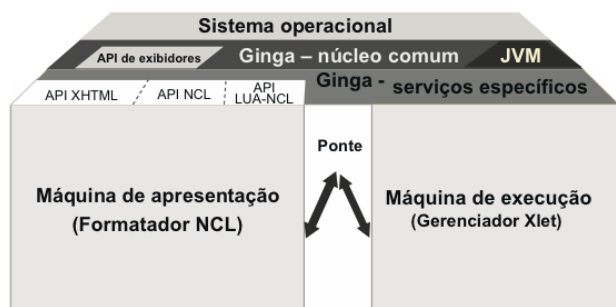 Sistema operacional
API de exibidores
Ginga – núcleo comum
JVM
API XHTML
API NCL
API
LUA-NCL
Ginga - serviços específicos
Ponte
Máquina de apresentação
(Formatador NCL)
Máquina de execução
(Gerenciador Xlet)